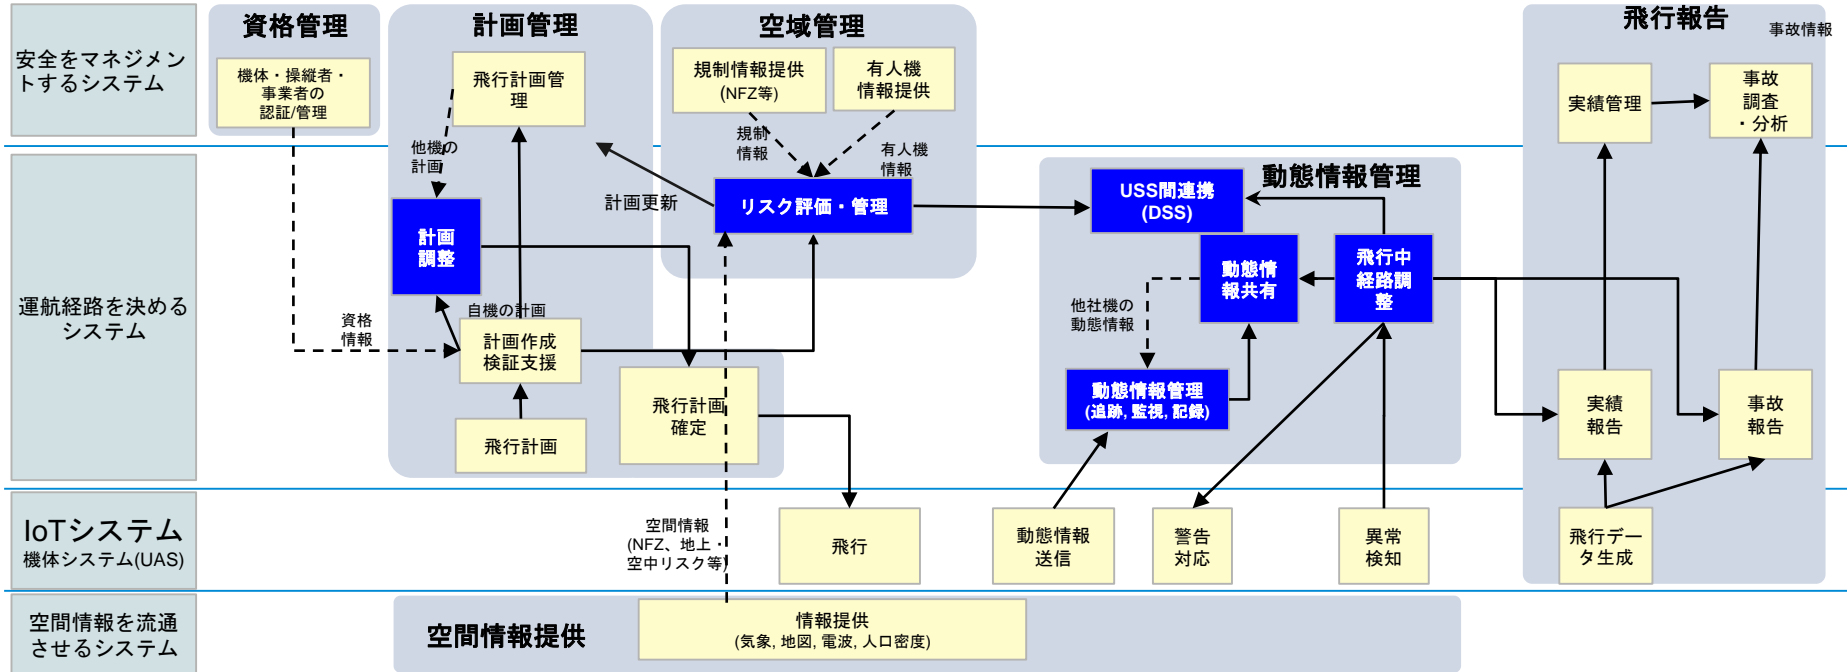 安全をマネジメン
トするシステム
資格管理
機体・操縦者・
事業者の
認証/管理
計画管理
飛行計画管
理
空域管理
規制情報提供
(NFZ等)
有人機
情報提供
飛行報告
事故情報
実績管理
事故
調査
・分析
運航経路を決める
システム
他機の
計画
規制
情報
有人機
情報
計画更新
計画
調整
リスク評価・管理
動態情報管理
USS間連携
(DSS)
動態情
報共有
飛行中
経路調
整
他社機の
動態情報
動態情報管理
(追跡, 監視, 記録)
資格
情報
自機の計画
計画作成
検証支援
飛行計画
飛行計画
確定
実績
報告
事故
報告
IoTシステム
機体システム(UAS)
空間情報
(NFZ、地上・
空中リスク等)
飛行
動態情報
送信
警告
対応
異常
検知
飛行デー
タ生成
空間情報を流通
させるシステム
空間情報提供
情報提供
(気象, 地図, 電波, 人口密度)